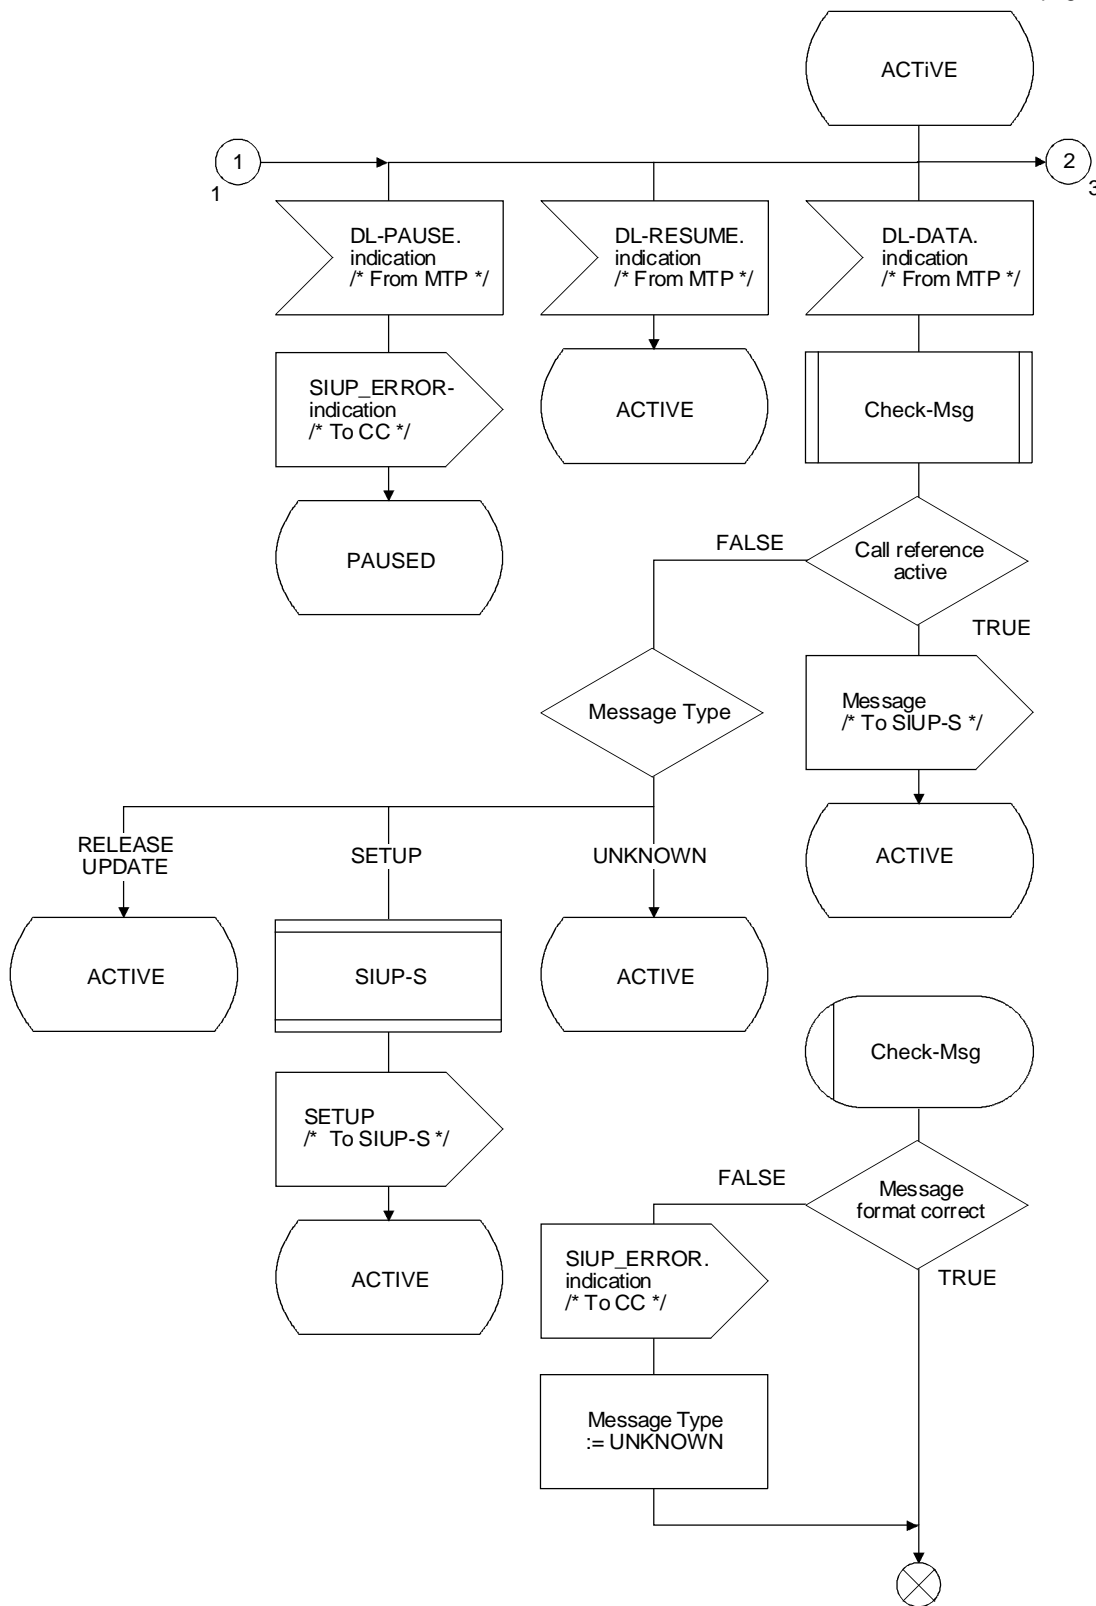 ACTiVE
1
1
2
3
DL-PAUSE.
indication
/* From MTP */
DL-RESUME.
indication
/* From MTP */
DL-DATA.
indication
/* From MTP */
SIUP_ERROR-
indication
/* To CC */
ACTIVE
Check-Msg
PAUSED
FALSE
Call reference
active
TRUE
Message Type
Message
/* To SIUP-S */
RELEASE
UPDATE
SETUP
UNKNOWN
ACTIVE
ACTIVE
SIUP-S
ACTIVE
Check-Msg
SETUP
/* To SIUP-S */
FALSE
Message
format correct
ACTIVE
SIUP_ERROR.
indication
/* To CC */
TRUE
Message Type
:= UNKNOWN